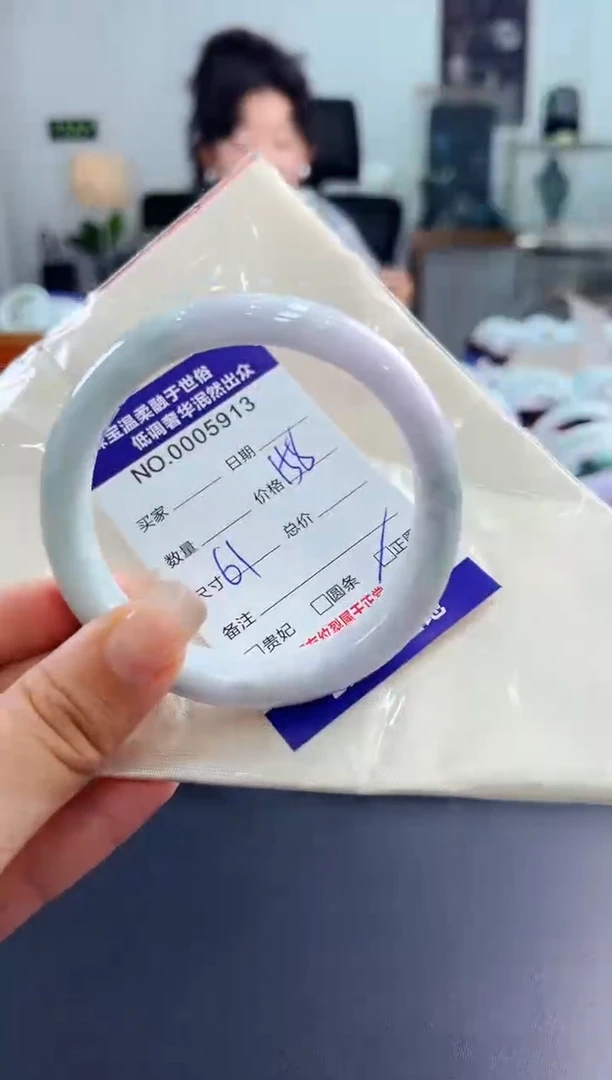 宝温柔融于世俗
低调奢华混然出众
NO.0005913
买家 日期
数量 价格 158
尺寸 61 总价
备注
贵妃 □圆条 ☑正圈